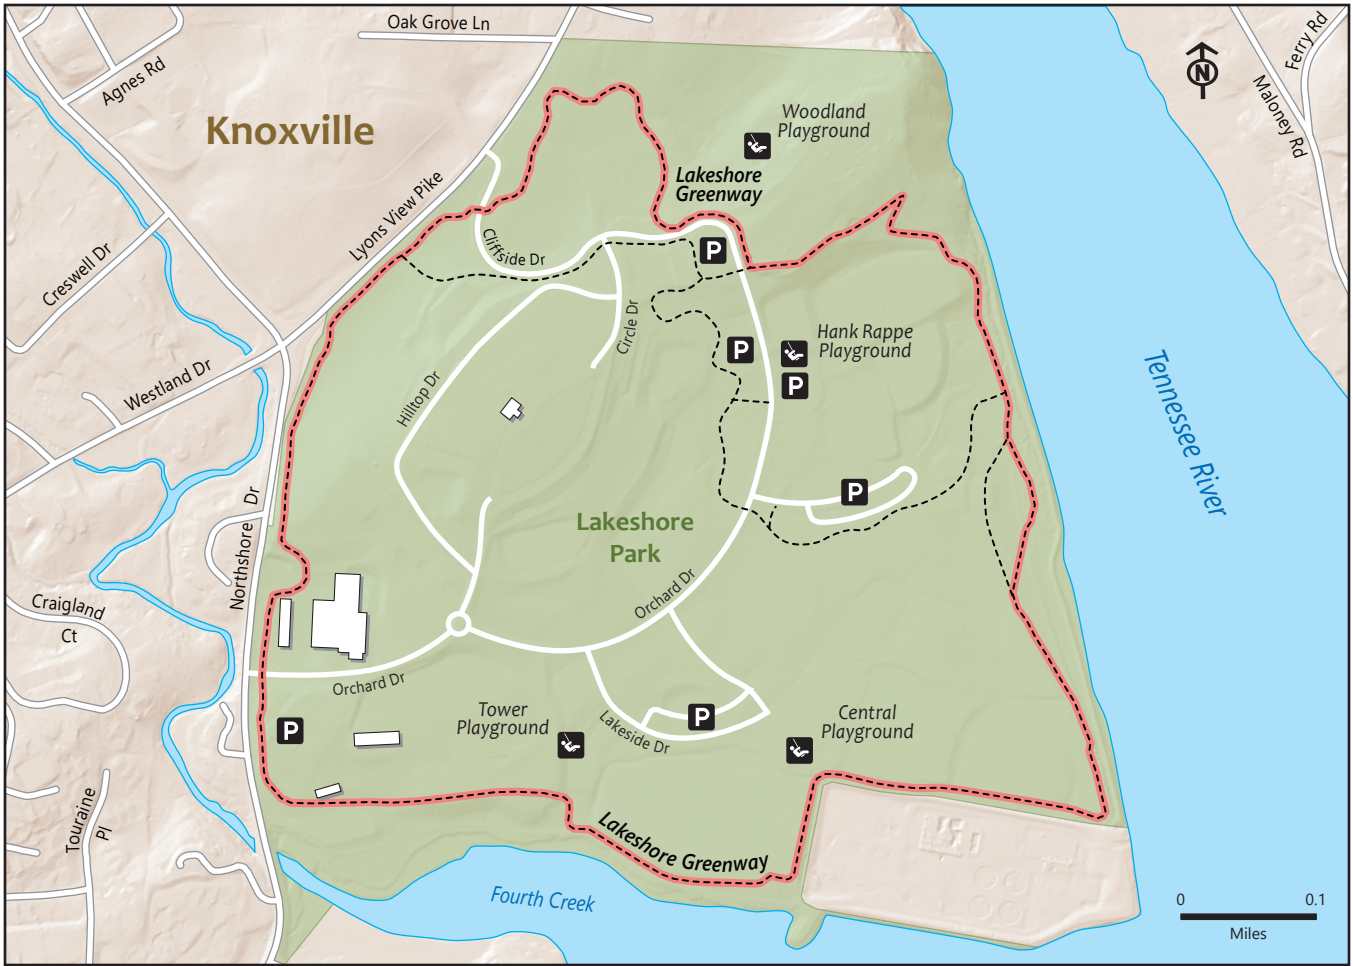 Oak Grove Ln
Agnes Rd
Knoxville
Woodland
Playground
N
Ferry Rd
Maloney Rd
Lakeshore
Greenway
Lyons View Pike
Creswell Dr
Cliffside Dr
P
Circle Dr
Hank Rappe
Playground
P
P
Westland Dr
Hilltop Dr
Tennessee River
P
Northshore Dr
Lakeshore
Park
Craigland
Ct
Orchard Dr
Orchard Dr
Tower
Playground
Lakeside Dr
P
Central
Playground
P
Touraine
Pl
Lakeshore Greenway
Fourth Creek
0 0.1
Miles